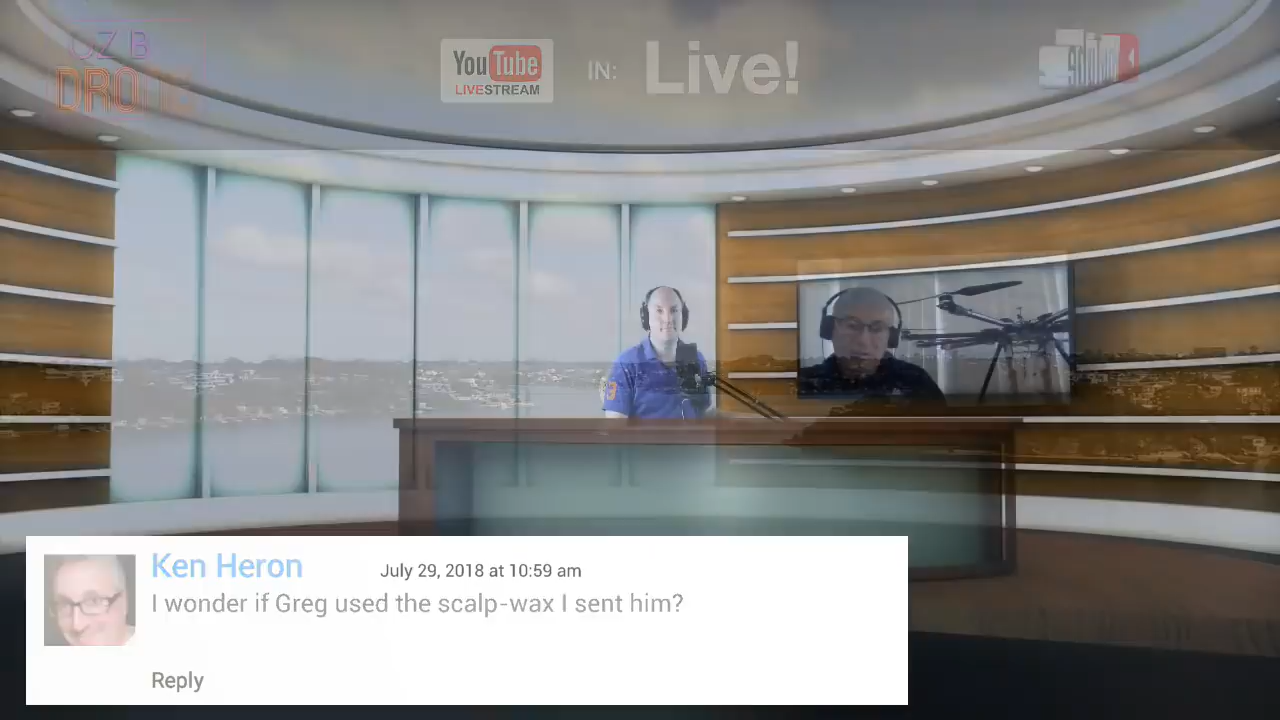 YouTube
IN: Live!
LIVESTREAM
Ken Heron
July 29, 2018 at 10:59 am
I wonder if Greg used the scalp-wax I sent him?
Reply